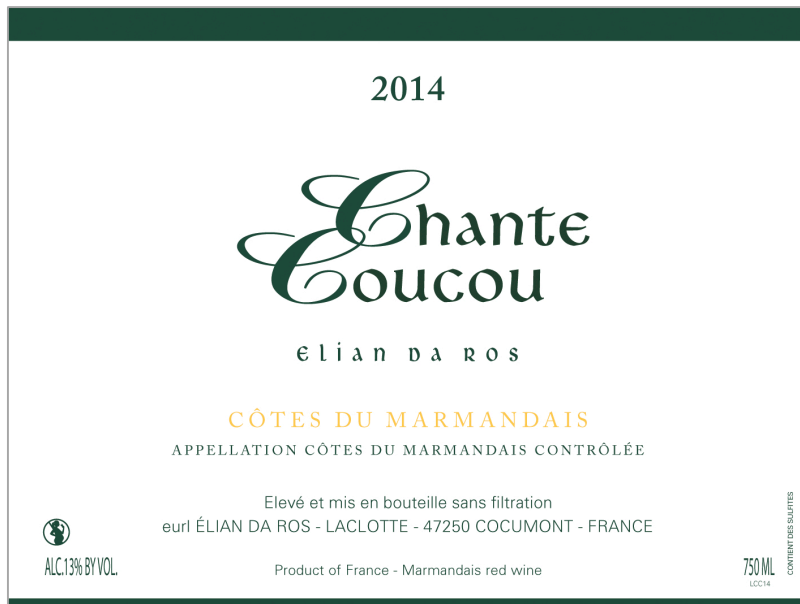 2014
Chante
Coucou
Elian Da Ros
CÔTES DU MARMANDAIS
APPELLATION CÔTES DU MARMANDAIS CONTRÔLÉE
Elevé et mis en bouteille sans filtration
eurl ÉLIAN DA ROS - LACLOTTE - 47250 COCUMONT - FRANCE
ALC.13% BY VOL.
Product of France - Marmandais red wine
750 ML
LCC14
CONTIENT DES SULFITES